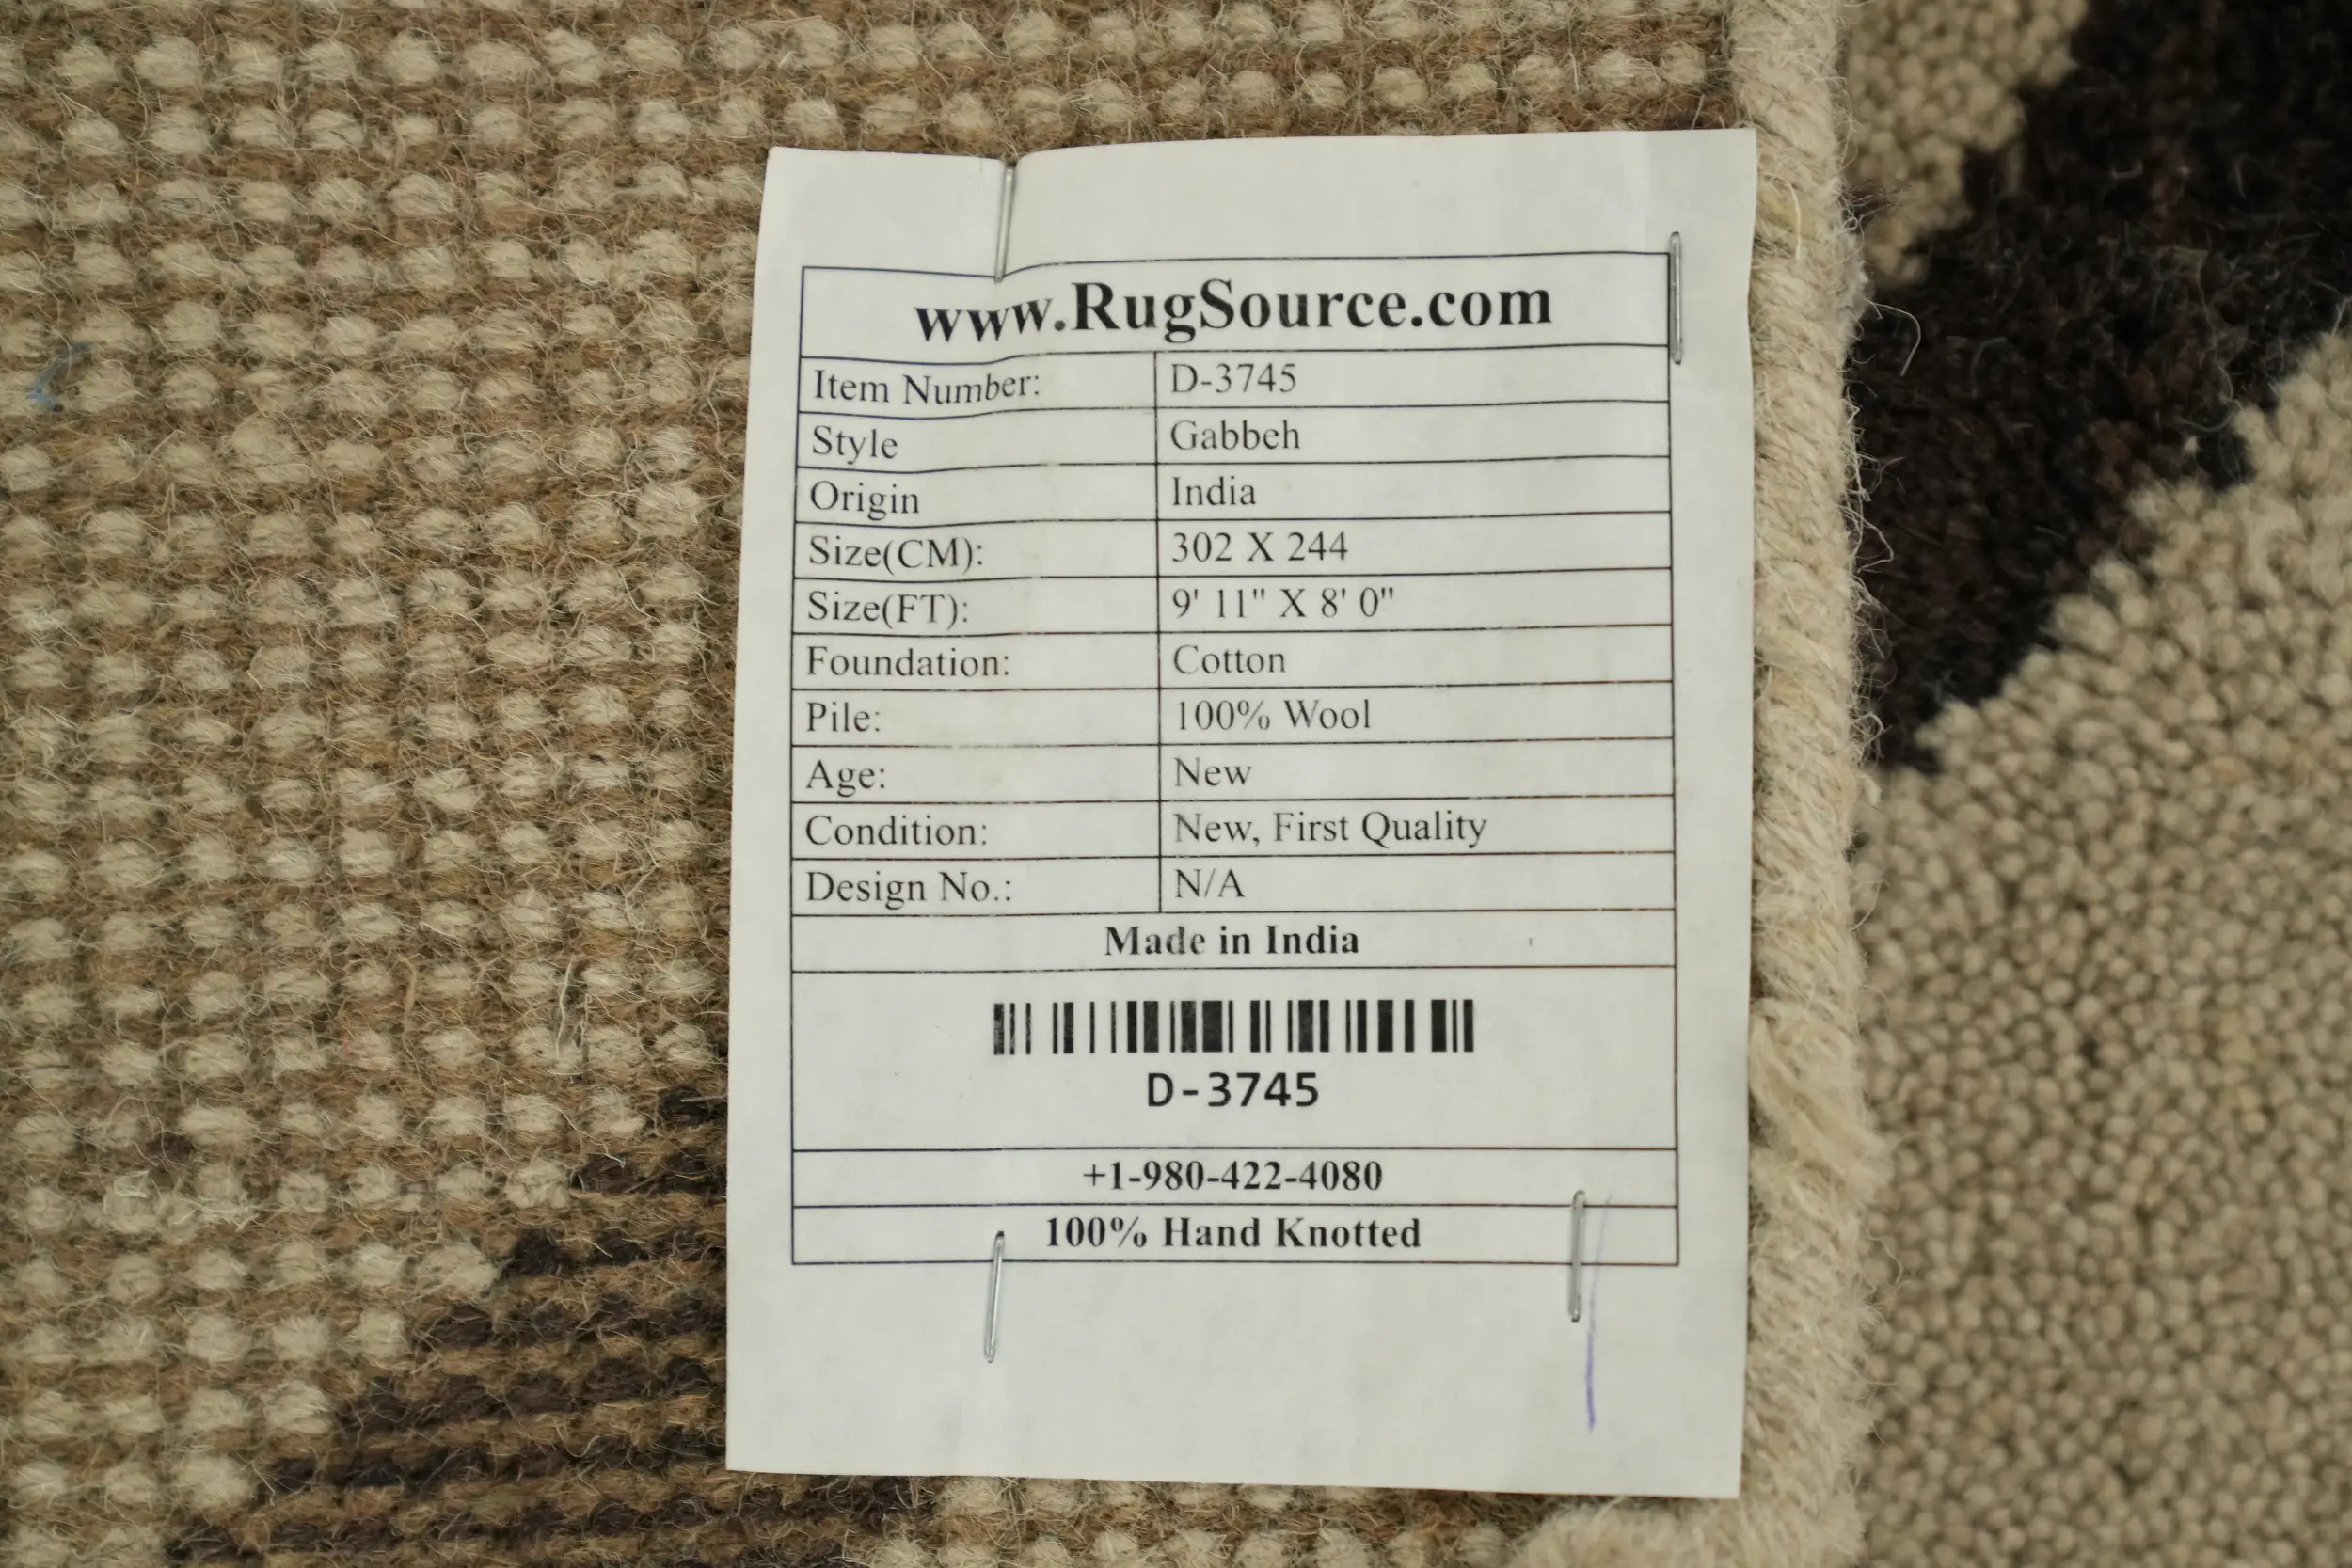 www.RugSource.com
Item Number: D-3745
Style Gabbeh
Origin India
Size(CM): 302 X 244
Size(FT): 9' 11" X 8' 0"
Foundation: Cotton
Pile: 100% Wool
Age: New
Condition: New, First Quality
Design No.: N/A
Made in India
D-3745
+1-980-422-4080
100% Hand Knotted